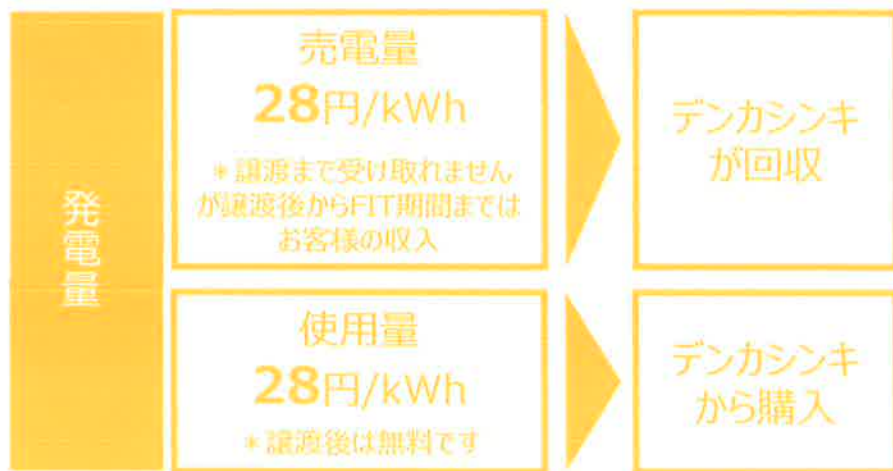 発電量
売電量
28円/kWh
＊譲渡まで受け取れません
が譲渡後からFIT期間までは
お客様の収入
デンカシンキ
が回収
使用量
28円/kWh
＊譲渡後は無料です
デンカシンキ
から購入